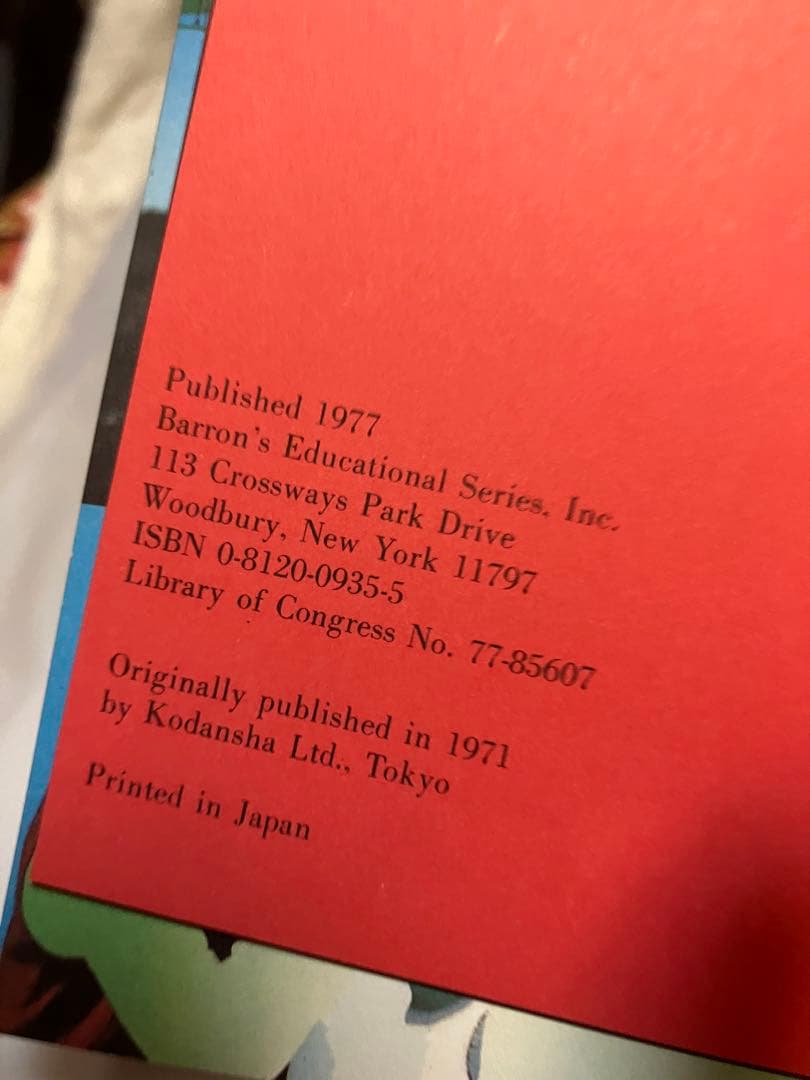 Published 1977
Barron's Educational Series, Inc.
113 Crossways Park Drive
Woodbury, New York 11797
ISBN 0-8120-0935-5
Library of Congress No. 77-85607
Originally published in 1971
by Kodansha Ltd., Tokyo
Printed in Japan